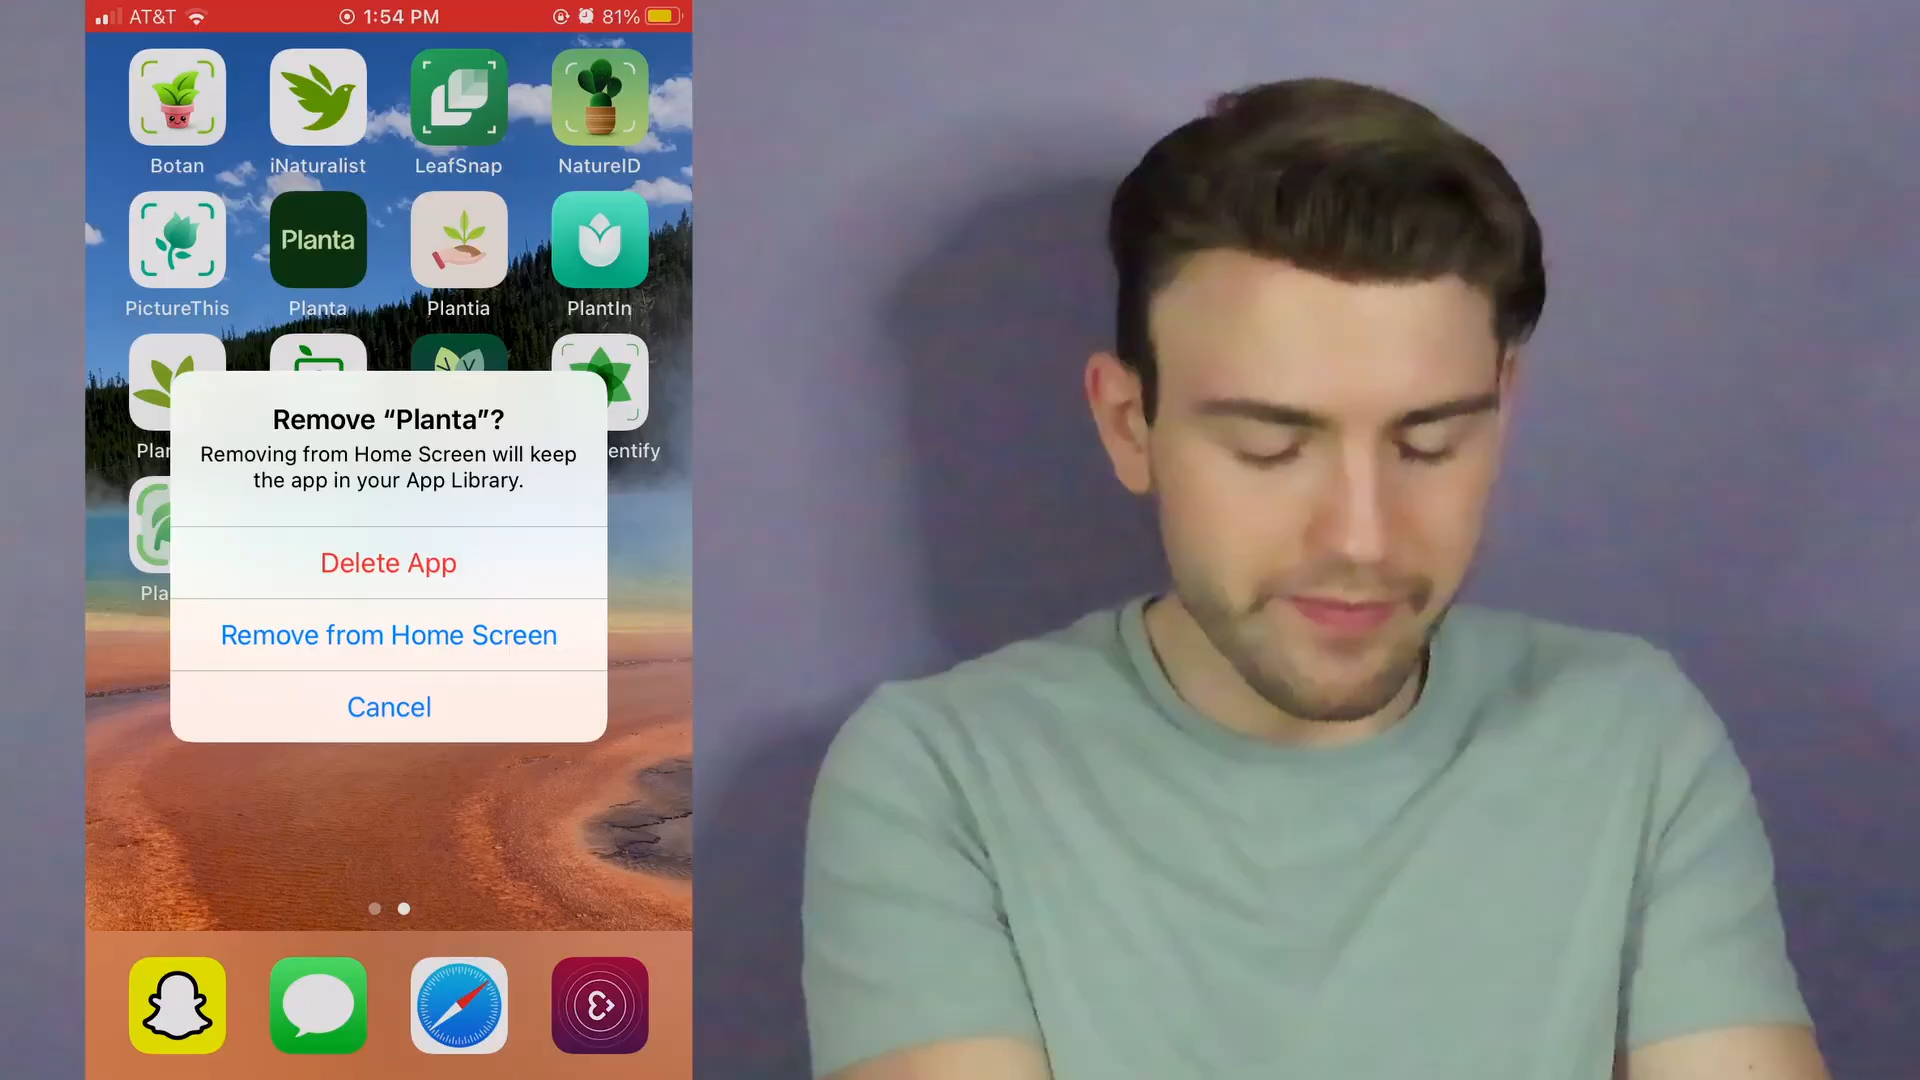 AT&T 1:54 PM 81%
Botan iNaturalist LeafSnap NatureID
Planta
PictureThis Planta Plantia PlantIn
Remove “Planta”?
Removing from Home Screen will keep
the app in your App Library.
Delete App
Remove from Home Screen
Cancel